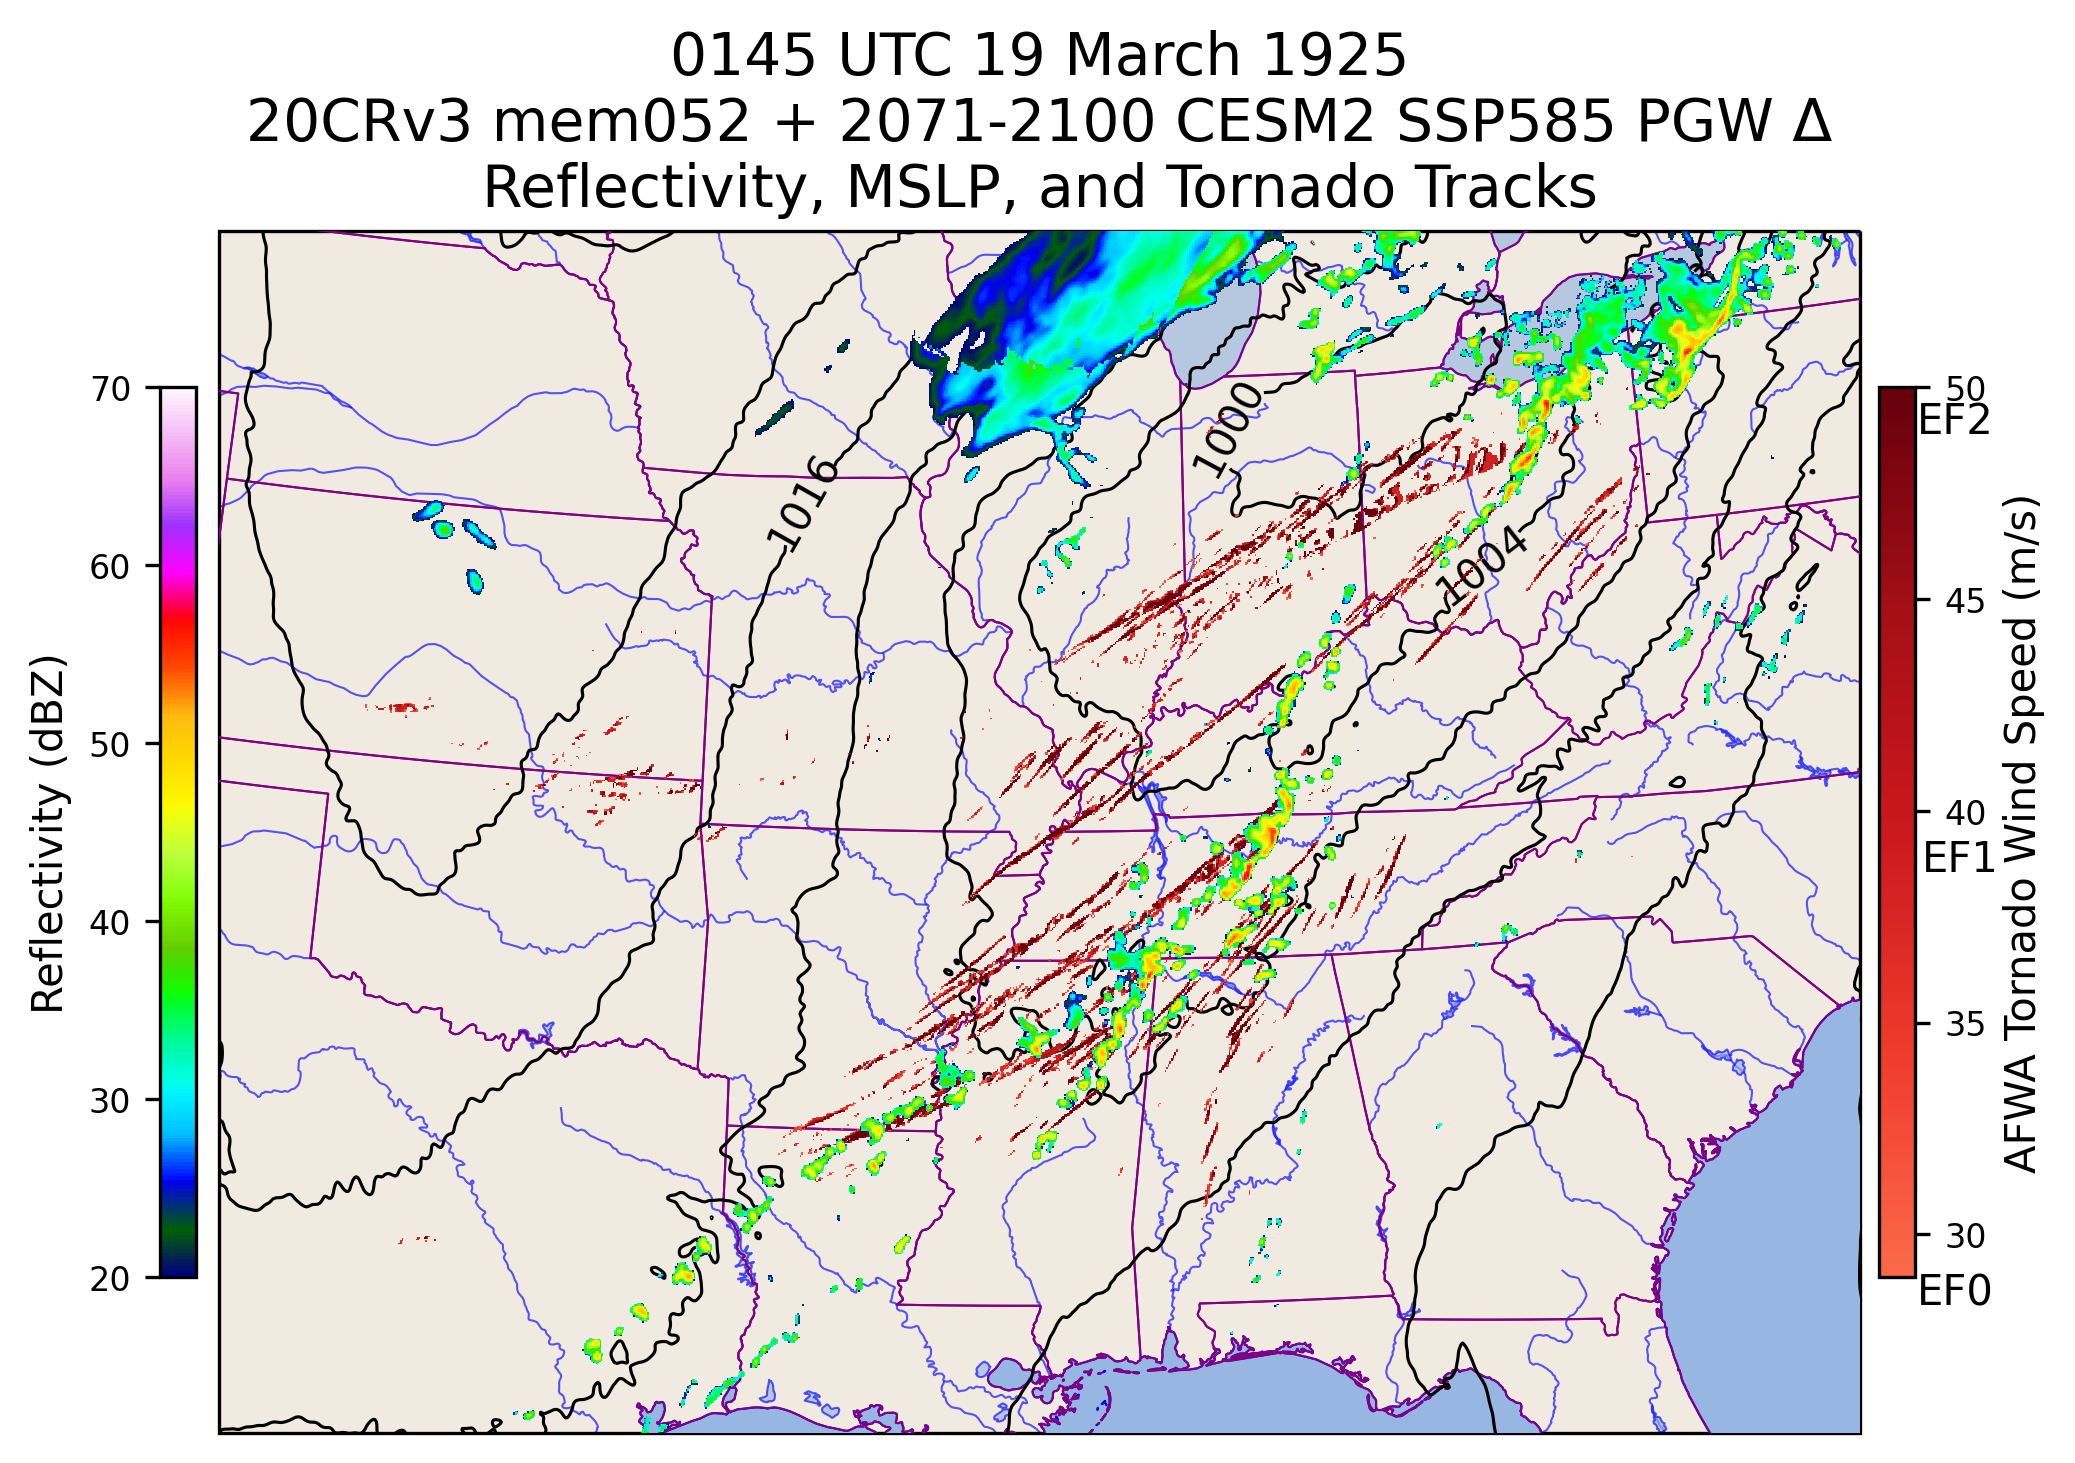 0145 UTC 19 March 1925
20CRv3 mem052 + 2071-2100 CESM2 SSP585 PGW Δ
Reflectivity, MSLP, and Tornado Tracks
70
60
50
40
30
20
Reflectivity (dBZ)
1016
1000
1004
50
EF2
45
40
EF1
35
30
EF0
AFWA Tornado Wind Speed (m/s)